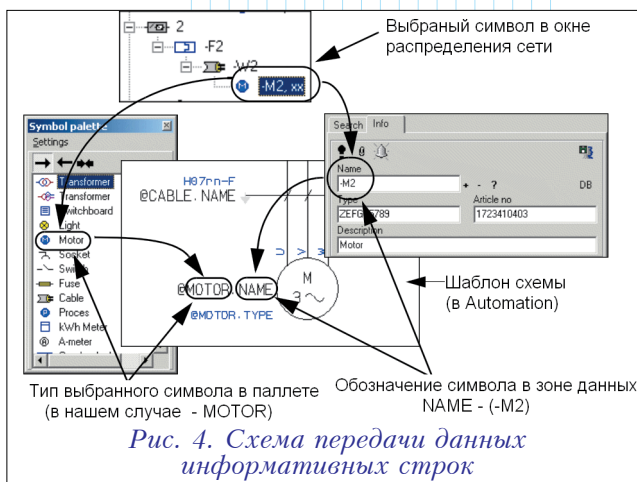 2
-F2
-W2
-M2, xx
Выбраный символ в окне
распределения сети
Symbol palette
Settings
Transformer
Transformer
Switchboard
Light
Motor
Socket
Switch
Fuse
Cable
Proces
kWh Meter
A-meter
H07rn-F
@CABLE.NAME
U V W
@MOTOR.NAME
@MOTOR.TYPE
M
3~
Search Info
Name
-M2
+ - ?
DB
Type
Article no
1723410403
Description
Motor
Шаблон схемы
(в Automation)
Тип выбранного символа в паллете
(в нашем случае - MOTOR)
Обозначение символа в зоне данных
NAME - (-M2)
Рис. 4. Схема передачи данных
информативных строк